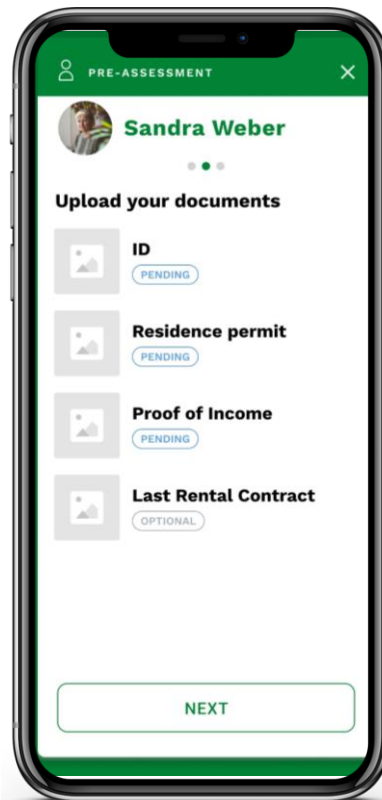 PRE-ASSESSMENT
Sandra Weber
Upload your documents
ID
PENDING
Residence permit
PENDING
Proof of Income
PENDING
Last Rental Contract
OPTIONAL
NEXT